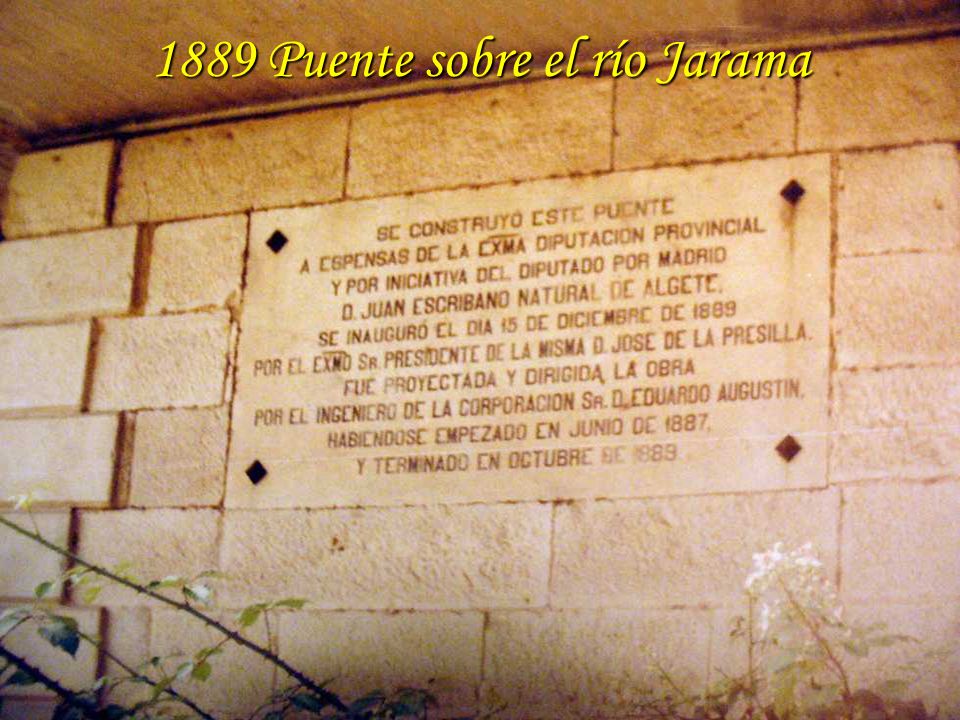 1889 Puente sobre el río Jarama
SE CONSTRUYÓ ESTE PUENTE
A ESPENSAS DE LA EXMA DIPUTACION PROVINCIAL
Y POR INICIATIVA DEL DIPUTADO POR MADRID
D. JUAN ESCRIBANO NATURAL DE ALGETE,
SE INAUGURÓ EL DIA 15 DE DICIEMBRE DE 1889
POR EL EXMO SR. PRESIDENTE DE LA MISMA D. JOSE DE LA PRESILLA.
FUÉ PROYECTADA Y DIRIGIDA LA OBRA
POR EL INGENIERO DE LA CORPORACION SR. D. EDUARDO AUGUSTIN,
HABIENDOSE EMPEZADO EN JUNIO DE 1887,
Y TERMINADO EN OCTUBRE DE 1889